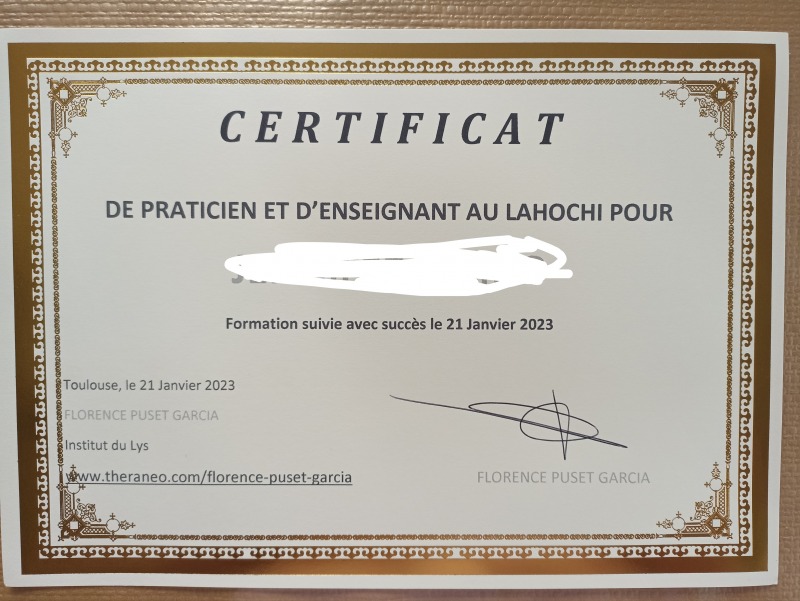 CERTIFICAT
DE PRATICIEN ET D'ENSEIGNANT AU LAHOCHI POUR
Formation suivie avec succès le 21 Janvier 2023
Toulouse, le 21 Janvier 2023
FLORENCE PUSET GARCIA
Institut du Lys
www.theraneo.com/florence-puset-garcia
FLORENCE PUSET GARCIA